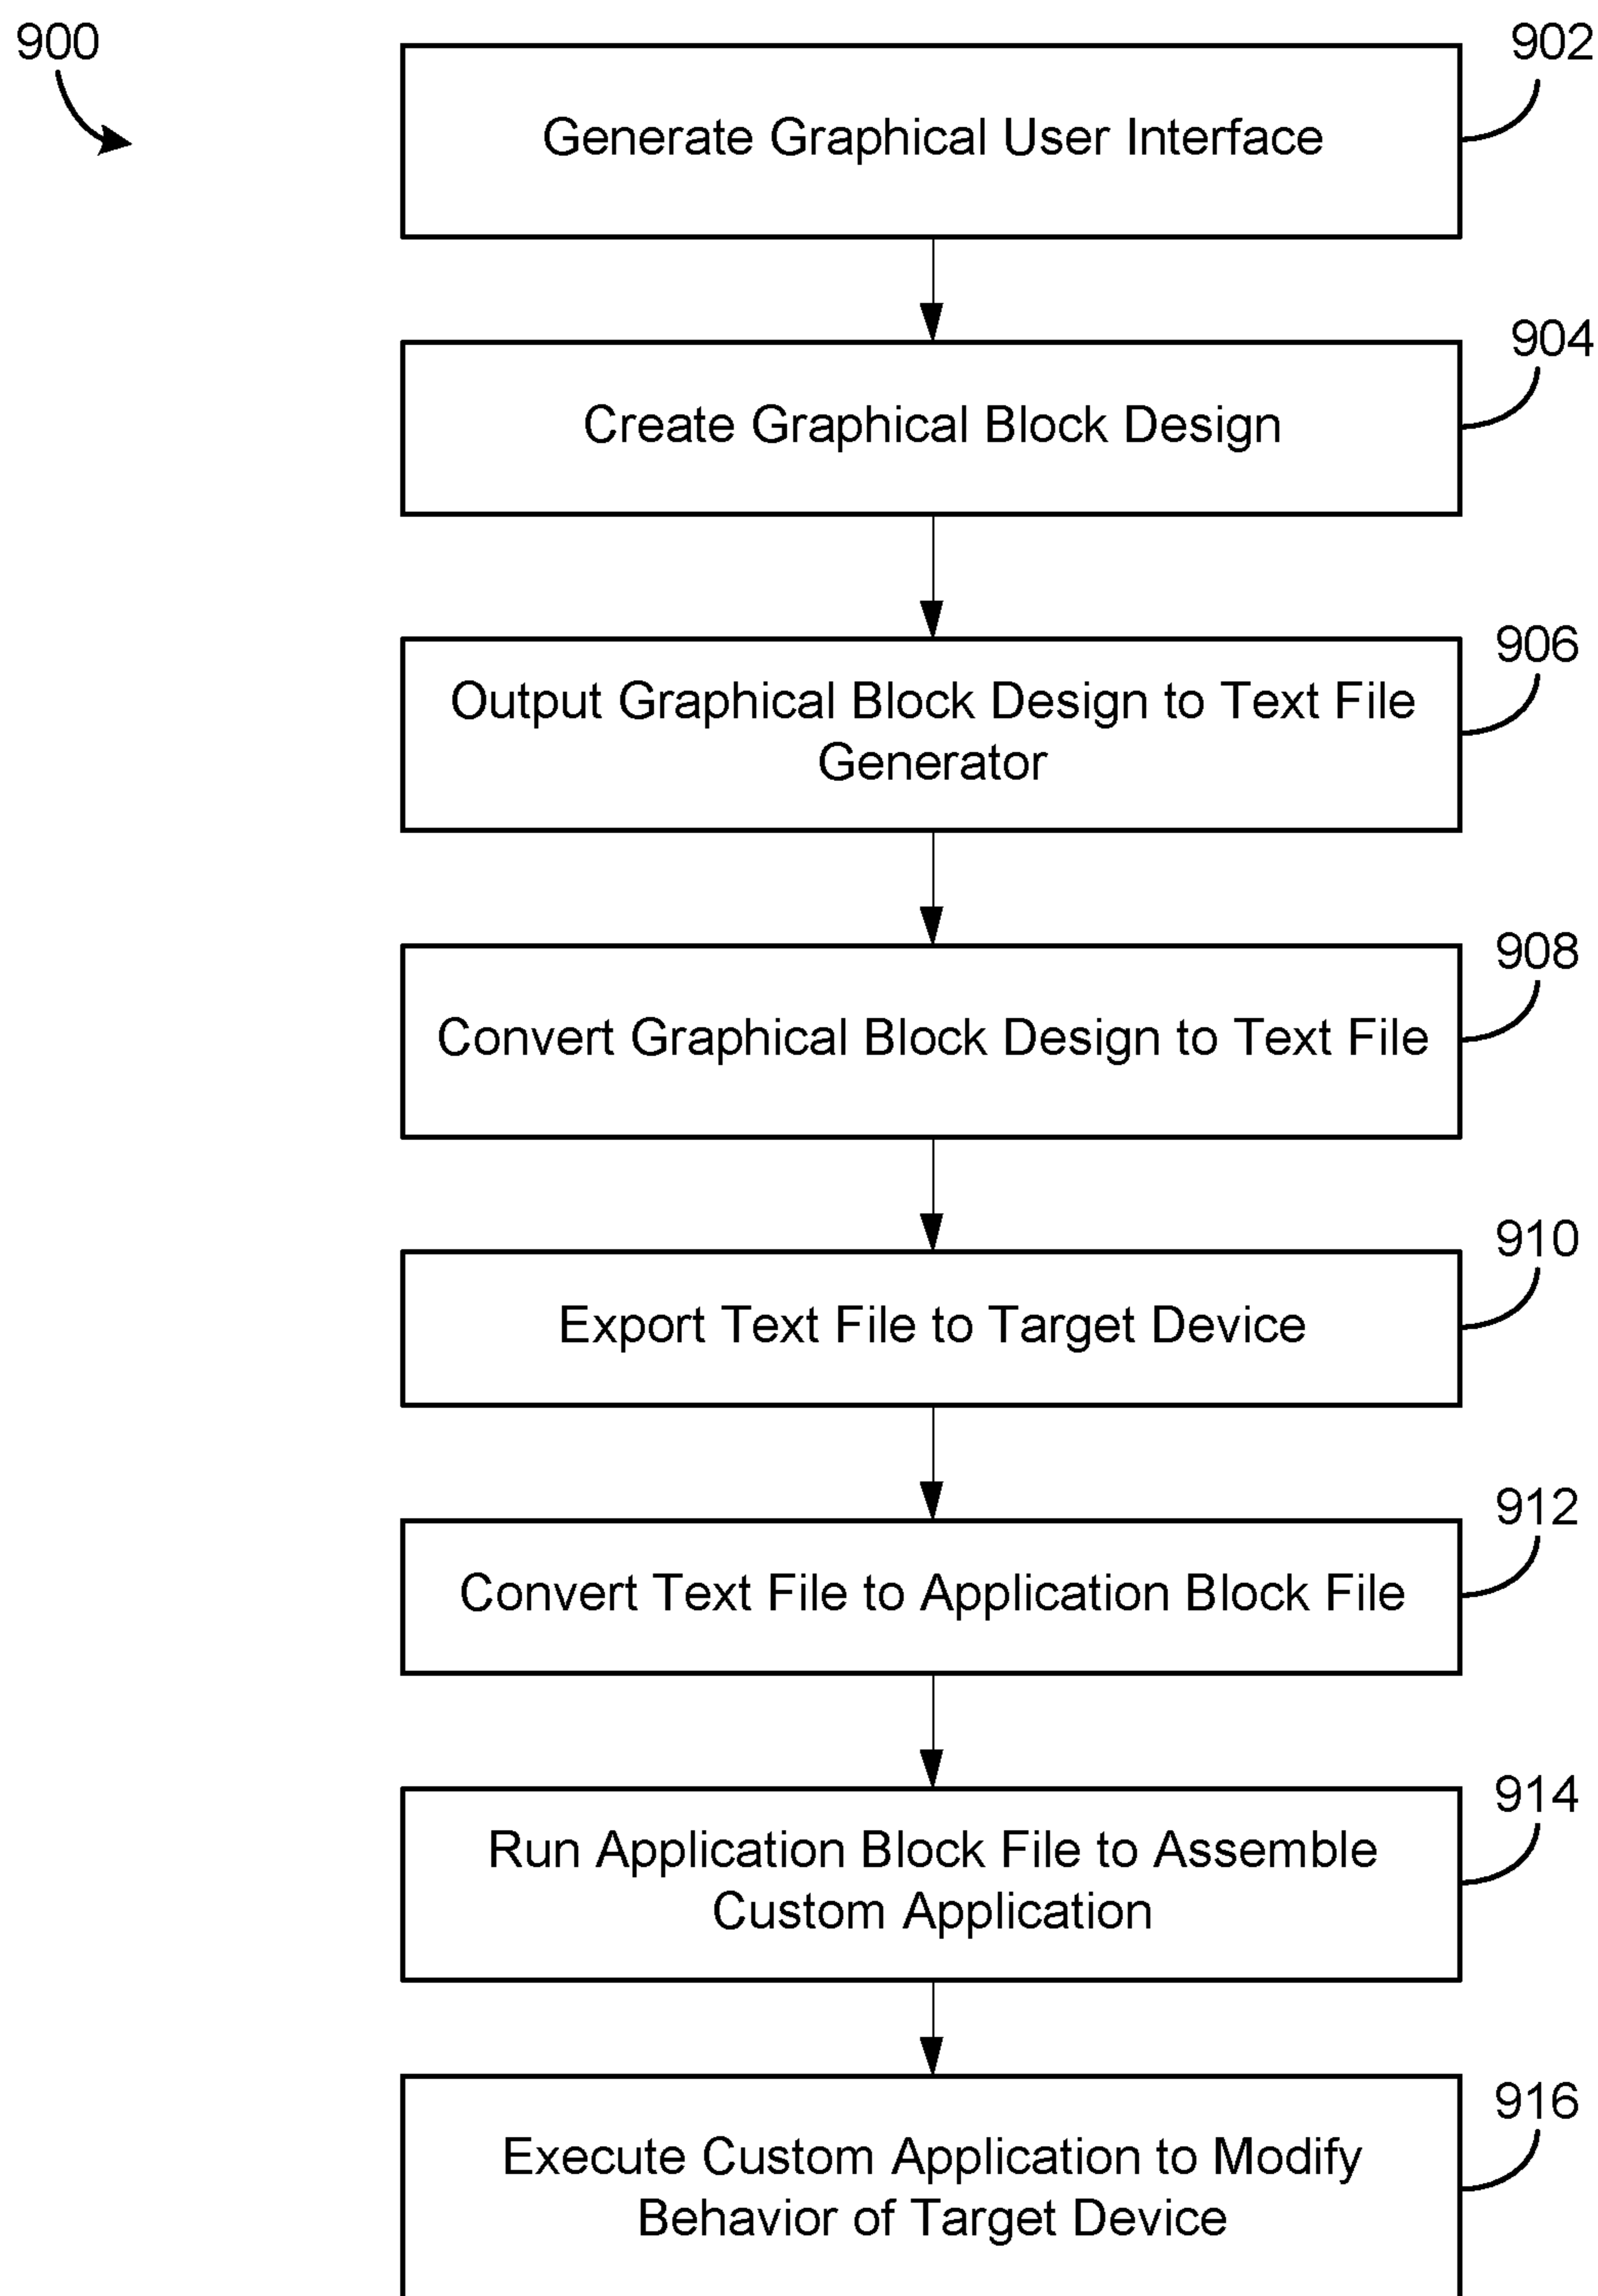 900
902
Generate Graphical User Interface
904
Create Graphical Block Design
906
Output Graphical Block Design to Text File
Generator
908
Convert Graphical Block Design to Text File
910
Export Text File to Target Device
912
Convert Text File to Application Block File
914
Run Application Block File to Assemble
Custom Application
916
Execute Custom Application to Modify
Behavior of Target Device